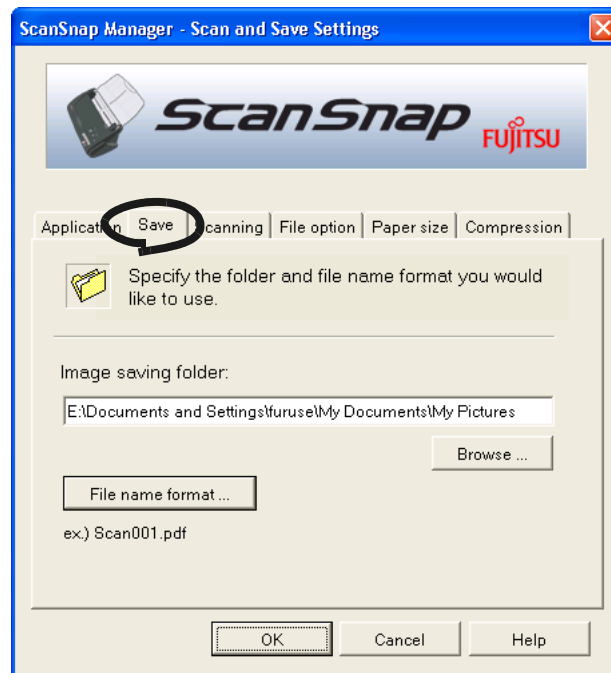 ScanSnap Manager - Scan and Save Settings
ScanSnap
FUJITSU
Application Save Scanning File option Paper size Compression
Specify the folder and file name format you would
like to use.
Image saving folder:
E:\Documents and Settings\furuse\My Documents\My Pictures
Browse ...
File name format ...
ex.) Scan001.pdf
OK Cancel Help